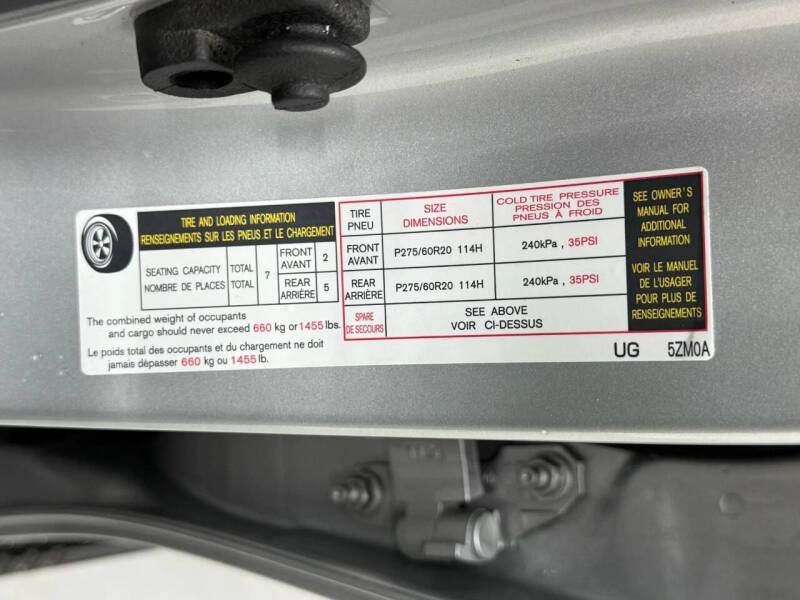 TIRE AND LOADING INFORMATION
RENSEIGNEMENTS SUR LES PNEUS ET LE CHARGEMENT
SEATING CAPACITY TOTAL 7 FRONT AVANT 2
NOMBRE DE PLACES TOTAL REAR ARRIÈRE 5
The combined weight of occupants
and cargo should never exceed 660 kg or 1455 lbs.
Le poids total des occupants et du chargement ne doit
jamais dépasser 660 kg ou 1455 lb.
TIRE PNEU
SIZE DIMENSIONS
COLD TIRE PRESSURE
PRESSION DES
PNEUS À FROID
FRONT AVANT P275/60R20 114H 240kPa , 35PSI
REAR ARRIÈRE P275/60R20 114H 240kPa , 35PSI
SPARE DE SECOURS
SEE ABOVE
VOIR CI-DESSUS
SEE OWNER'S
MANUAL FOR
ADDITIONAL
INFORMATION
VOIR LE MANUEL
DE L'USAGER
POUR PLUS DE
RENSEIGNEMENTS
UG 5ZM0A